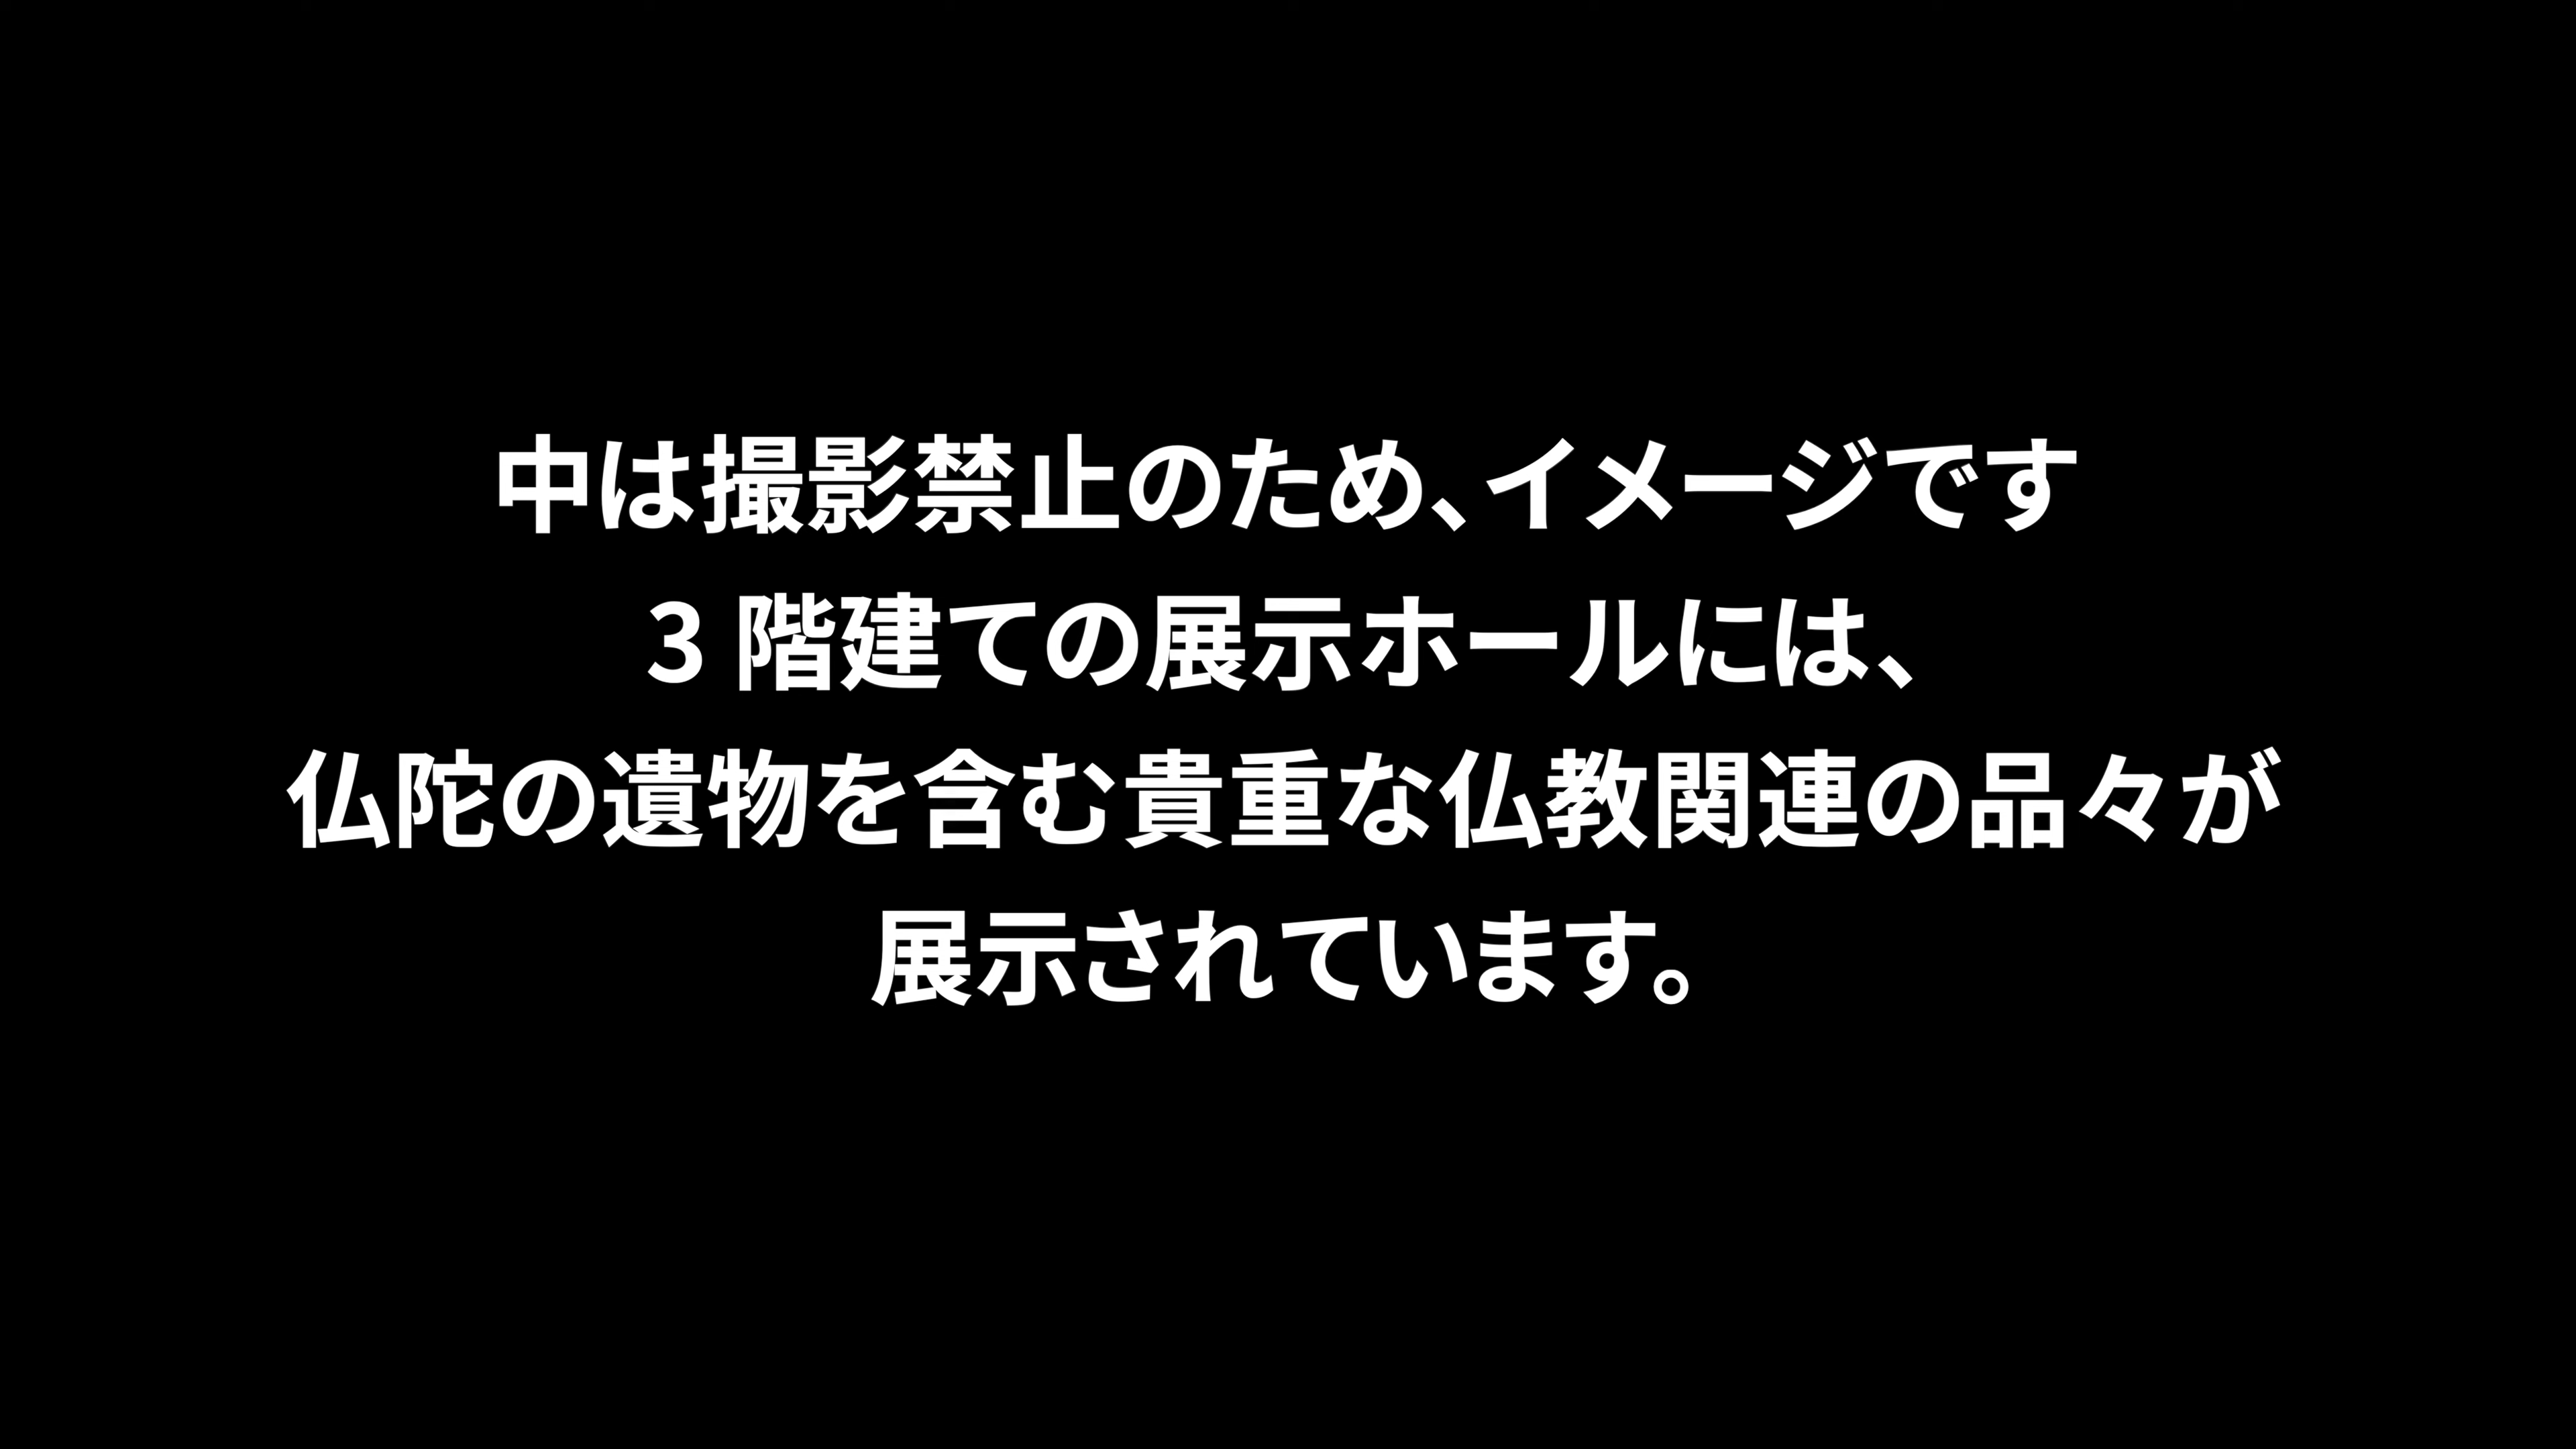 中は撮影禁止のため、イメージです
3 階建ての展示ホールには、
仏陀の遺物を含む貴重な仏教関連の品々が
展示されています。